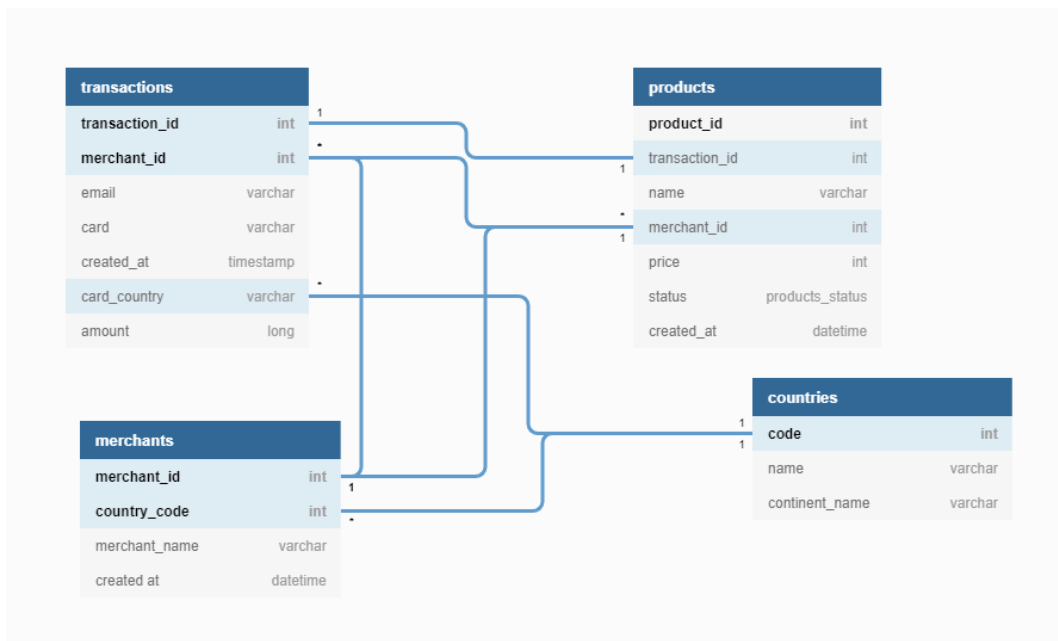 transactions
transaction_id int
merchant_id int
email varchar
card varchar
created_at timestamp
card_country varchar
amount long
products
product_id int
transaction_id int
name varchar
merchant_id int
price int
status products_status
created_at datetime
merchants
merchant_id int
country_code int
merchant_name varchar
created at datetime
countries
code int
name varchar
continent_name varchar
1
*
*
1
*
1
1
*
1
1